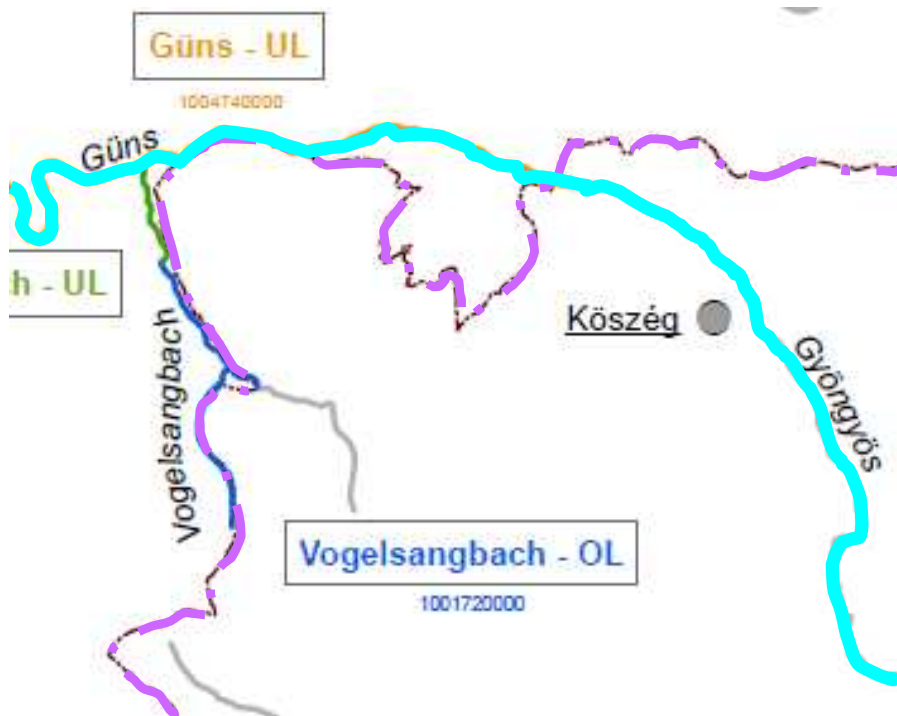 Güns - UL
1004740000
Güns
h - UL
Köszég
Gyöngyös
Vogelsangbach
Vogelsangbach - OL
1001720000